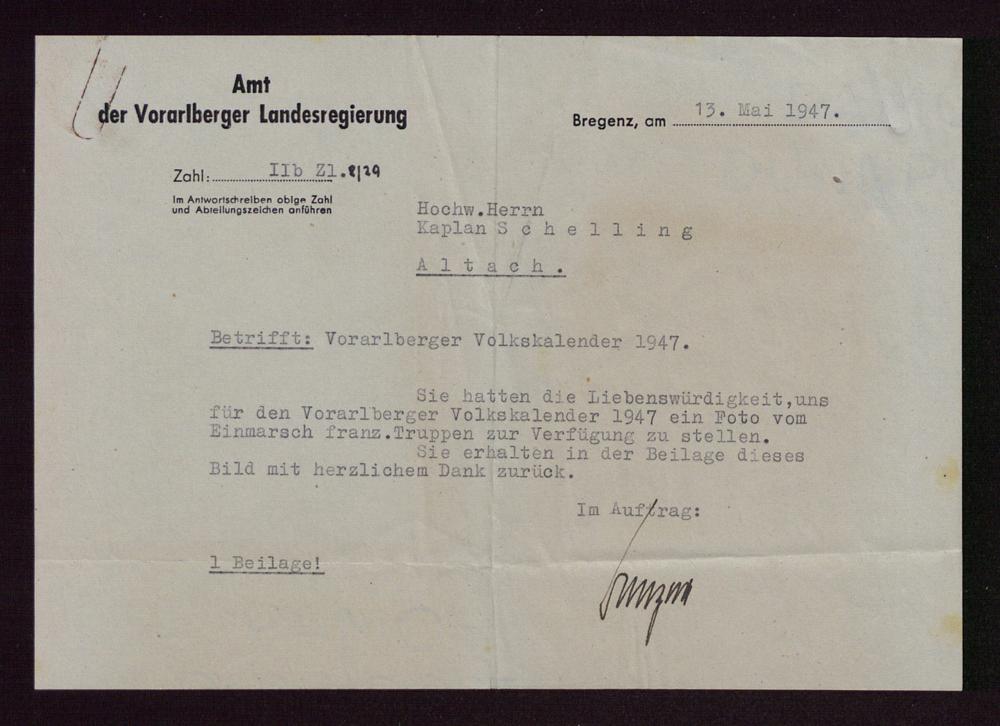 Amt
der Vorarlberger Landesregierung
Bregenz, am 13. Mai 1947.
Zahl: IIb Zl.8/29
Im Antwortschreiben obige Zahl
und Abteilungszeichen anführen
Hochw.Herrn
Kaplan S c h e l l i n g
A l t a c h .
Betrifft: Vorarlberger Volkskalender 1947.
Sie hatten die Liebenswürdigkeit,uns
für den Vorarlberger Volkskalender 1947 ein Foto vom
Einmarsch franz.Truppen zur Verfügung zu stellen.
Sie erhalten in der Beilage dieses
Bild mit herzlichem Dank zurück.
Im Auftrag:
1 Beilage!